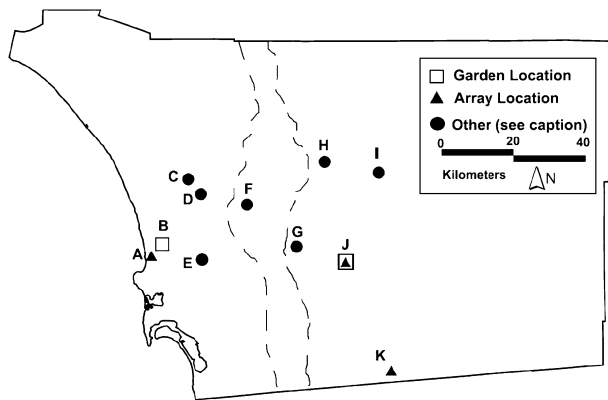 Garden Location
Array Location
Other (see caption)
0 20 40
Kilometers N
H
I
C
D
F
B
G
J
A
E
K